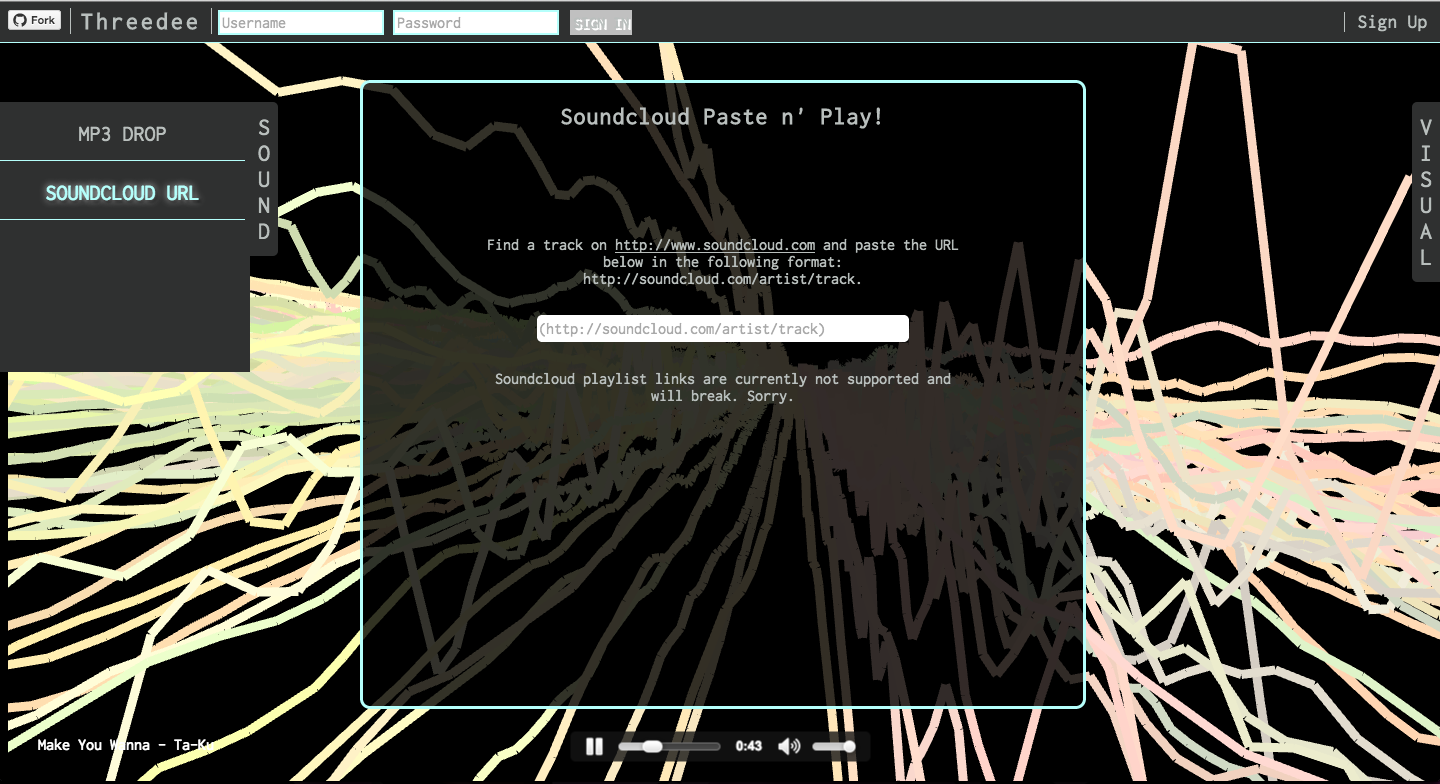 Fork
Threedee
Username
Password
SIGN IN
Sign Up
MP3 DROP
SOUNDCLOUD URL
SOUND
Soundcloud Paste n' Play!
Find a track on http://www.soundcloud.com and paste the URL
below in the following format:
http://soundcloud.com/artist/track.
(http://soundcloud.com/artist/track)
Soundcloud playlist links are currently not supported and
will break. Sorry.
VISUAL
Make You Wanna - Ta-Ku
0:43